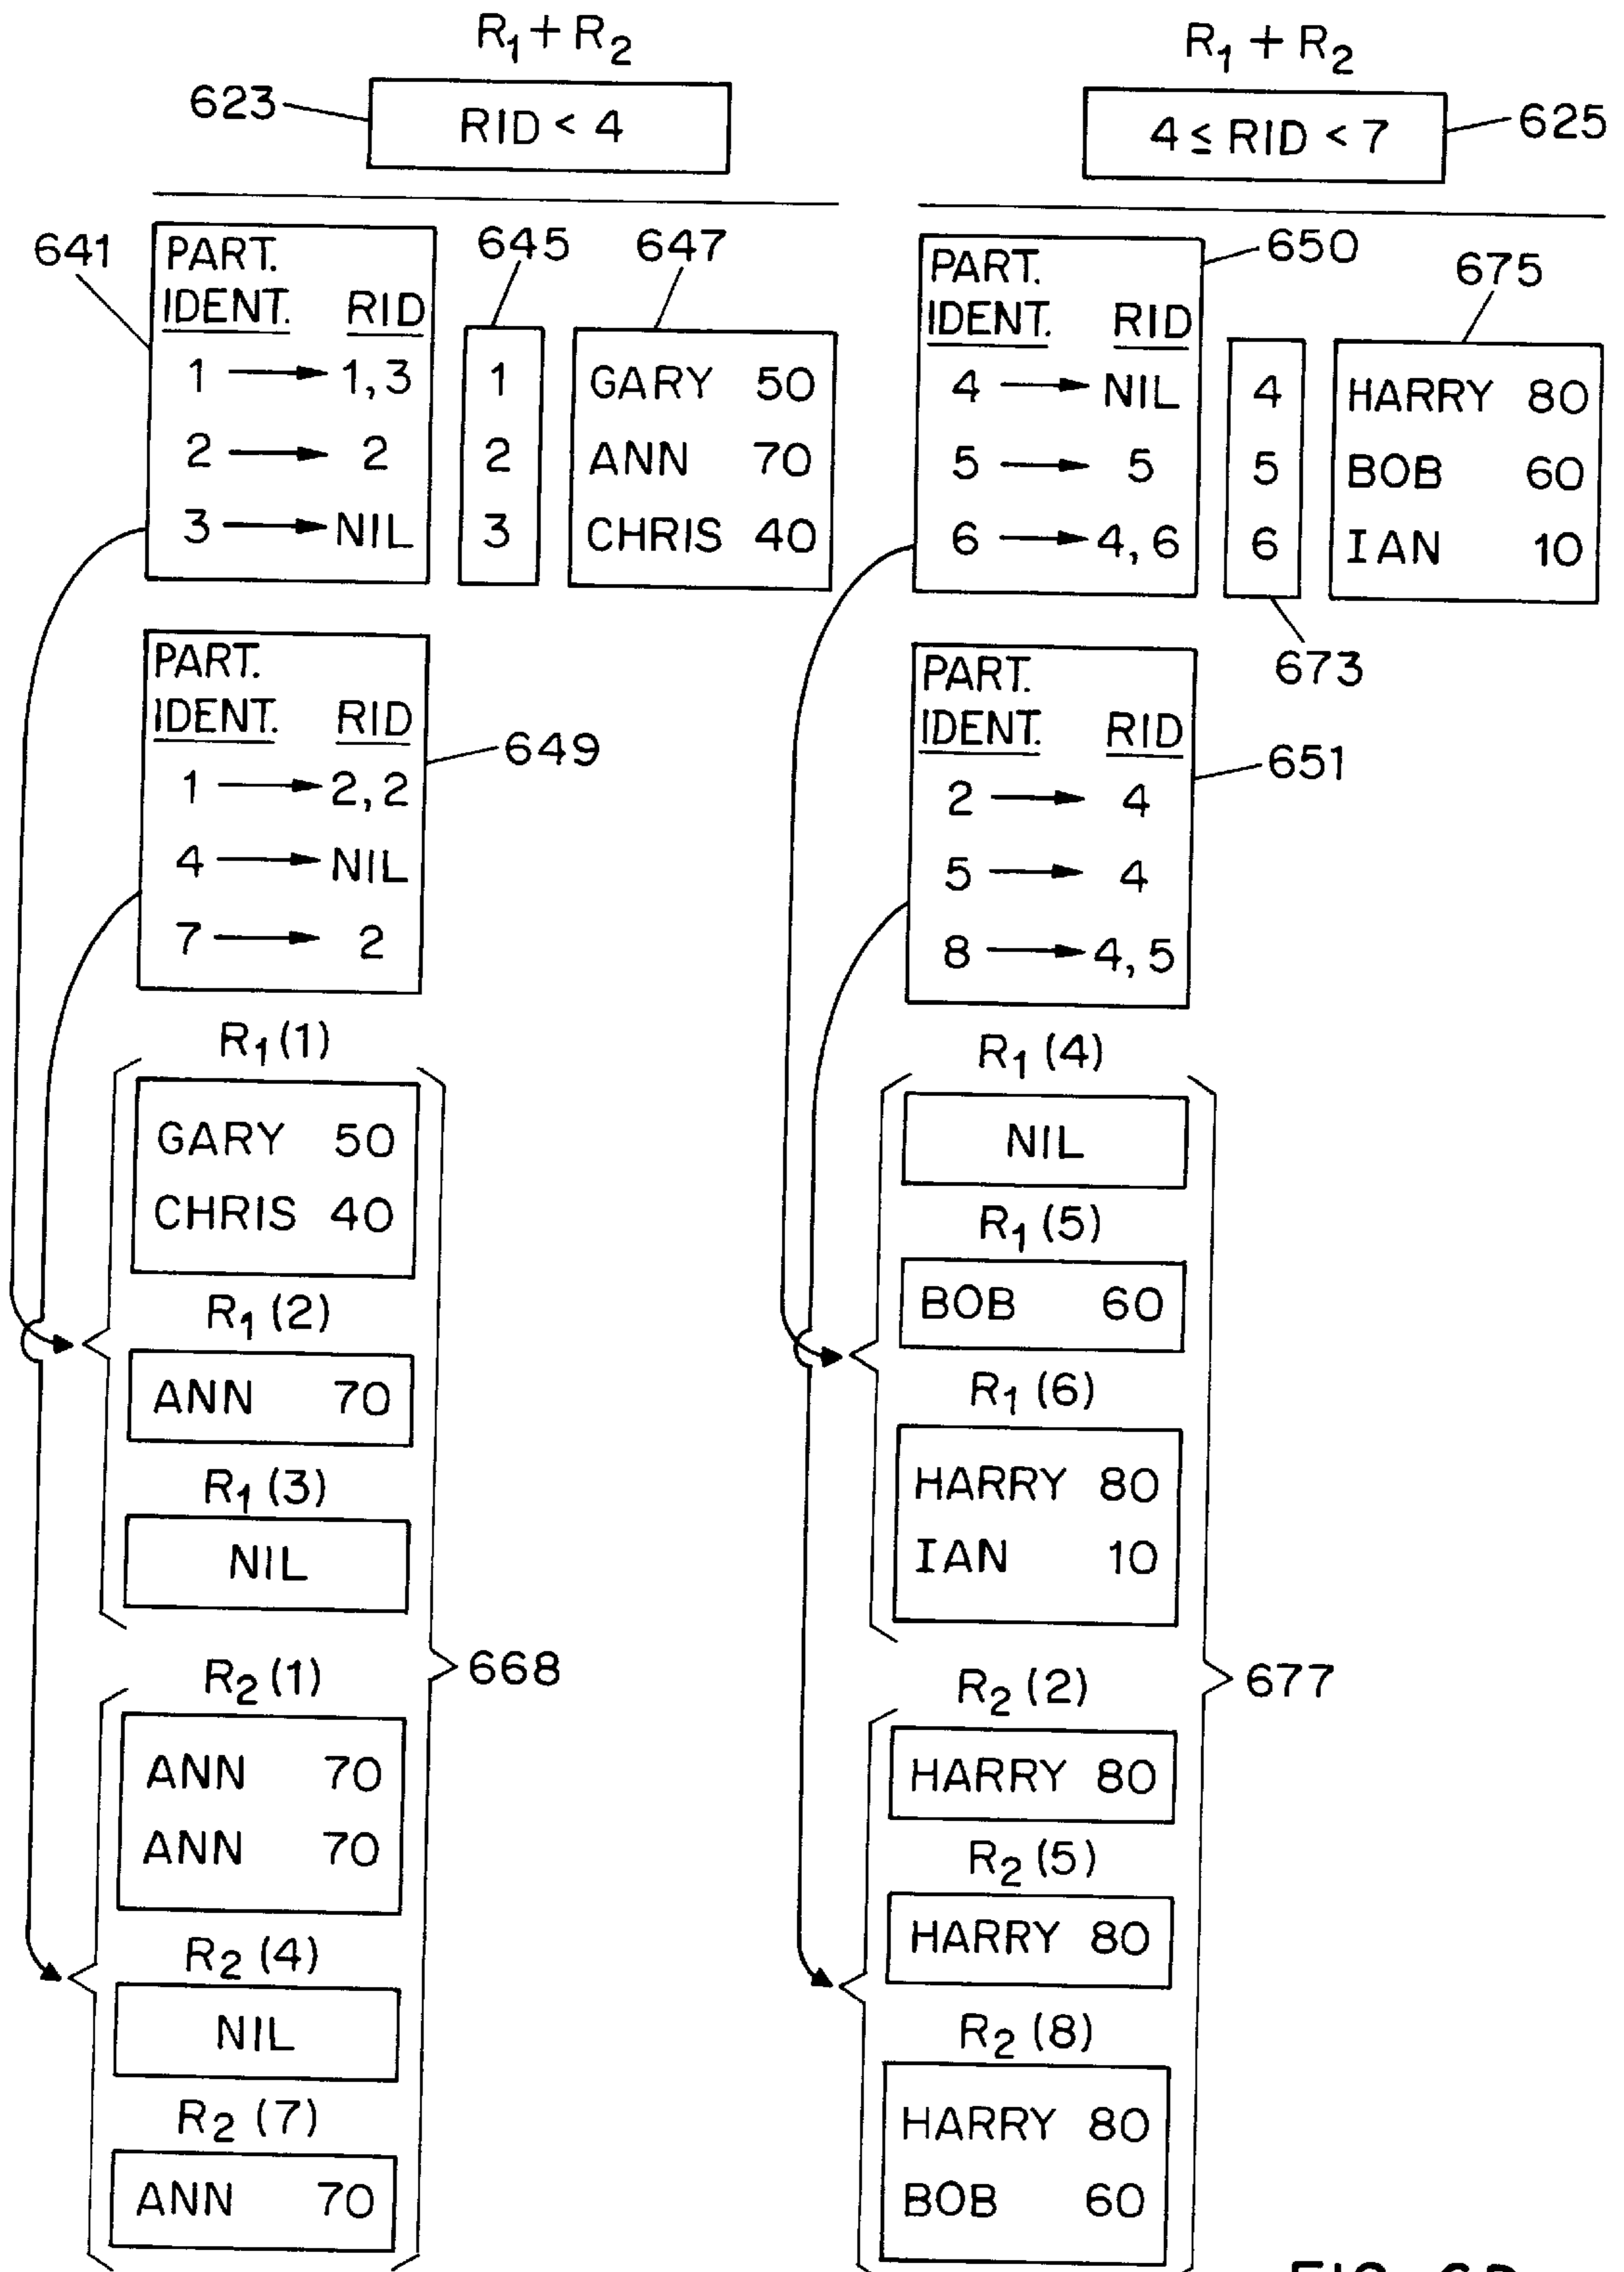 R1 + R2
623
RID < 4
641
PART.
IDENT. RID
1 → 1, 3
2 → 2
3 → NIL
645
1
2
3
647
GARY 50
ANN 70
CHRIS 40
PART.
IDENT. RID
649
1 → 2, 2
4 → NIL
7 → 2
R1 (1)
GARY 50
CHRIS 40
R1 (2)
ANN 70
R1 (3)
NIL
668
R2 (1)
ANN 70
ANN 70
R2 (4)
NIL
R2 (7)
ANN 70
R1 + R2
4 ≤ RID < 7
625
650
PART.
IDENT. RID
4 → NIL
5 → 5
6 → 4, 6
4
5
6
673
675
HARRY 80
BOB 60
IAN 10
PART.
IDENT. RID
651
2 → 4
5 → 4
8 → 4, 5
R1 (4)
NIL
R1 (5)
BOB 60
R1 (6)
HARRY 80
IAN 10
677
R2 (2)
HARRY 80
R2 (5)
HARRY 80
R2 (8)
HARRY 80
BOB 60